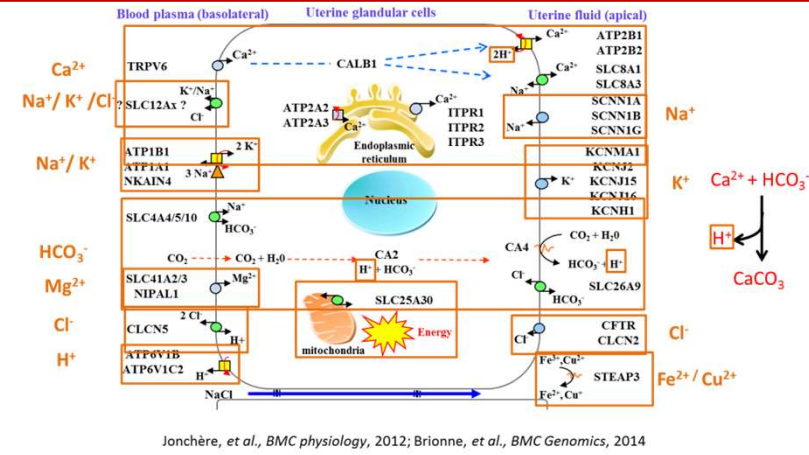 Blood plasma (basolateral)
Uterine glandular cells
Uterine fluid (apical)
Ca²⁺
TRPV6
Ca²⁺
CALB1
2H⁺
Ca²⁺
ATP2B1
ATP2B2
Ca²⁺
SLC8A1
SLC8A3
Na⁺
Na⁺/ K⁺ /Cl⁻
? SLC12Ax ?
K⁺/Na⁺
Cl⁻
ATP2A2
ATP2A3
Ca²⁺
Ca²⁺
ITPR1
ITPR2
ITPR3
Endoplasmic
reticulum
Na⁺
SCNN1A
SCNN1B
SCNN1G
Na⁺
Na⁺/ K⁺
ATP1B1
ATP1A1
NKAIN4
2 K⁺
3 Na⁺
Nucleus
K⁺
KCNMA1
KCNJ2
KCNJ15
KCNJ16
KCNH1
K⁺
Ca²⁺ + HCO₃⁻
H⁺
CaCO₃
SLC4A4/5/10
Na⁺
HCO₃⁻
HCO₃⁻
CO₂
CO₂ + H₂0
CA2
H⁺ + HCO₃⁻
CA4
CO₂ + H₂0
HCO₃⁻ + H⁺
Cl⁻
SLC26A9
HCO₃⁻
Mg²⁺
SLC41A2/3
NIPAL1
Mg²⁺
SLC25A30
Energy
mitochondria
Cl⁻
CLCN5
2 Cl⁻
H+
Cl⁻
CFTR
CLCN2
Cl⁻
H⁺
ATP6V1B
ATP6V1C2
H⁺
Fe³⁺,Cu²⁺
STEAP3
Fe²⁺,Cu⁺
Fe²⁺ / Cu²⁺
NaCl
Jonchère, et al., BMC physiology, 2012; Brionne, et al., BMC Genomics, 2014